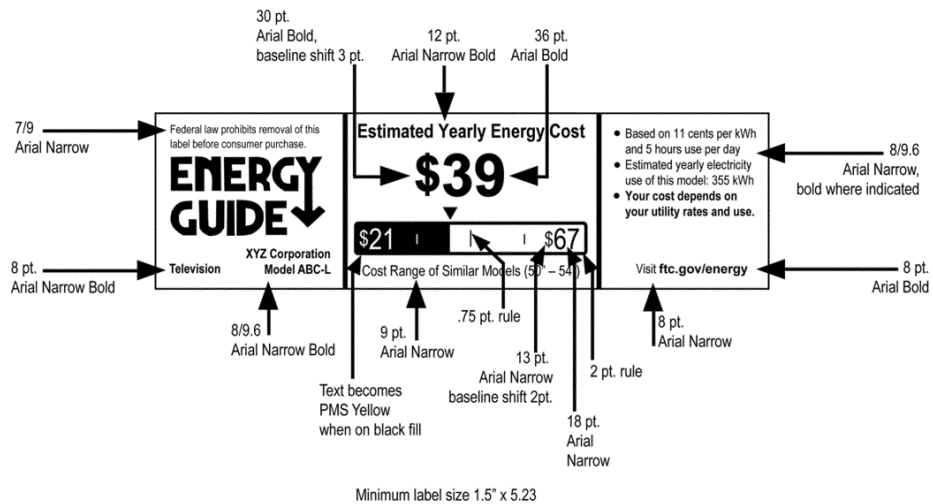 30 pt.
Arial Bold,
baseline shift 3 pt.
12 pt.
Arial Narrow Bold
36 pt.
Arial Bold
7/9
Arial Narrow
Federal law prohibits removal of this
label before consumer purchase.
ENERGY
GUIDE
XYZ Corporation
Television
Model ABC-L
Estimated Yearly Energy Cost
$39
$21
$67
Cost Range of Similar Models (50" – 54")
• Based on 11 cents per kWh
and 5 hours use per day
• Estimated yearly electricity
use of this model: 355 kWh
• Your cost depends on
your utility rates and use.
Visit ftc.gov/energy
8/9.6
Arial Narrow,
bold where indicated
8 pt.
Arial Narrow Bold
8/9.6
Arial Narrow Bold
Text becomes
PMS Yellow
when on black fill
9 pt.
Arial Narrow
.75 pt. rule
13 pt.
Arial Narrow
baseline shift 2pt.
18 pt.
Arial
Narrow
2 pt. rule
8 pt.
Arial Narrow
8 pt.
Arial Bold
Minimum label size 1.5" x 5.23